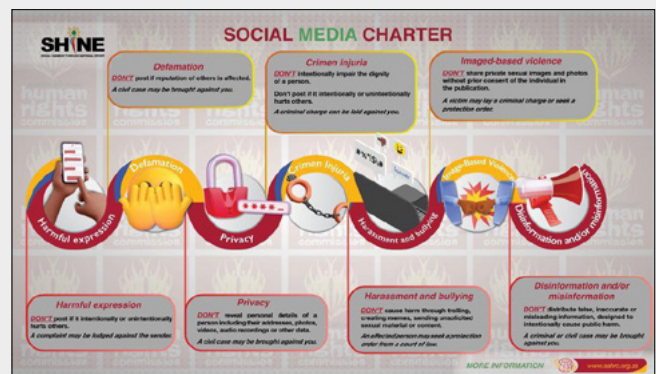 SHINE
SOCIAL MEDIA CHARTER
Defamation
DON'T post if reputation of others is affected.
A civil case may be brought against you.
Crimen injuria
DON'T intentionally impair the dignity
of a person.
Don't post if it intentionally or unintentionally
hurts others.
A criminal charge can be laid against you.
Imaged-based violence
DON'T share private sexual images and photos
without prior consent of the individual in
the publication.
A victim may lay a criminal charge or seek a
protection order.
Harmful expression
Defamation
Privacy
Crimen injuria
Harassment and bullying
Image-Based Violence
Disinformation and/or misinformation
Harmful expression
DON'T post if it intentionally or unintentionally
hurts others.
A complaint may be lodged against the sender.
Privacy
DON'T reveal personal details of a
person including their addresses, photos,
videos, audio recordings or other data.
A civil case may be brought against you.
Harassment and bullying
DON'T cause harm through trolling,
creating memes, sending unsolicited
sexual material or content.
An affected person may seek a protection
order from a court of law.
Disinformation and/or
misinformation
DON'T distribute false, inaccurate or
misleading information, designed to
intentionally cause public harm.
A criminal or civil case may be brought
against you.
MORE INFORMATION
www.sahrc.org.za
human
rights
commission